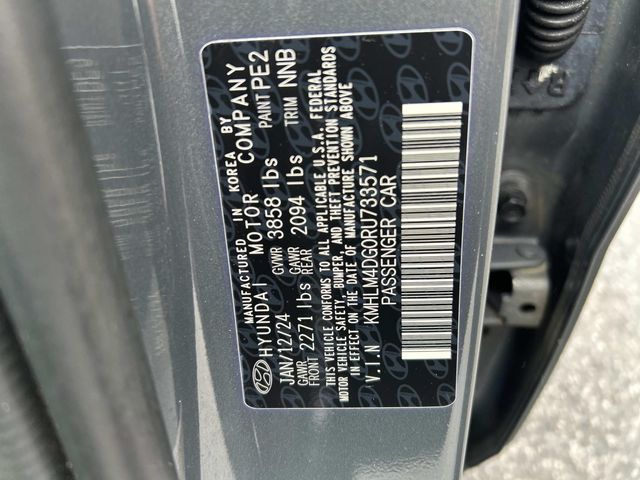 MANUFACTURED IN KOREA BY
HYUNDAI MOTOR COMPANY
JAN/12/24 GVWR 3858 lbs PAINT PE2
GAWR FRONT 2271 lbs GAWR REAR 2094 lbs TRIM NNB
THIS VEHICLE CONFORMS TO ALL APPLICABLE U.S.A. FEDERAL
MOTOR VEHICLE SAFETY, BUMPER, AND THEFT PREVENTION STANDARDS
IN EFFECT ON THE DATE OF MANUFACTURE SHOWN ABOVE
V.I.N KMHLM4DG0RU733571
PASSENGER CAR